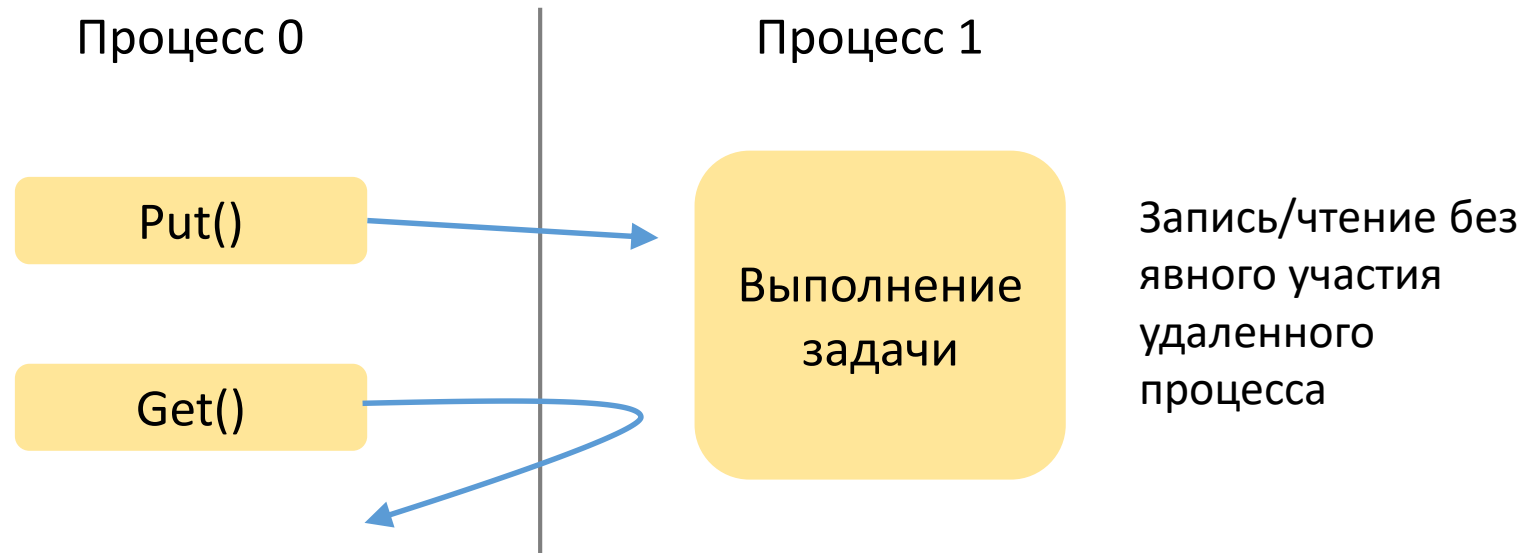 Процесс 0
Процесс 1
Put()
Get()
Выполнение
задачи
Запись/чтение без
явного участия
удаленного
процесса